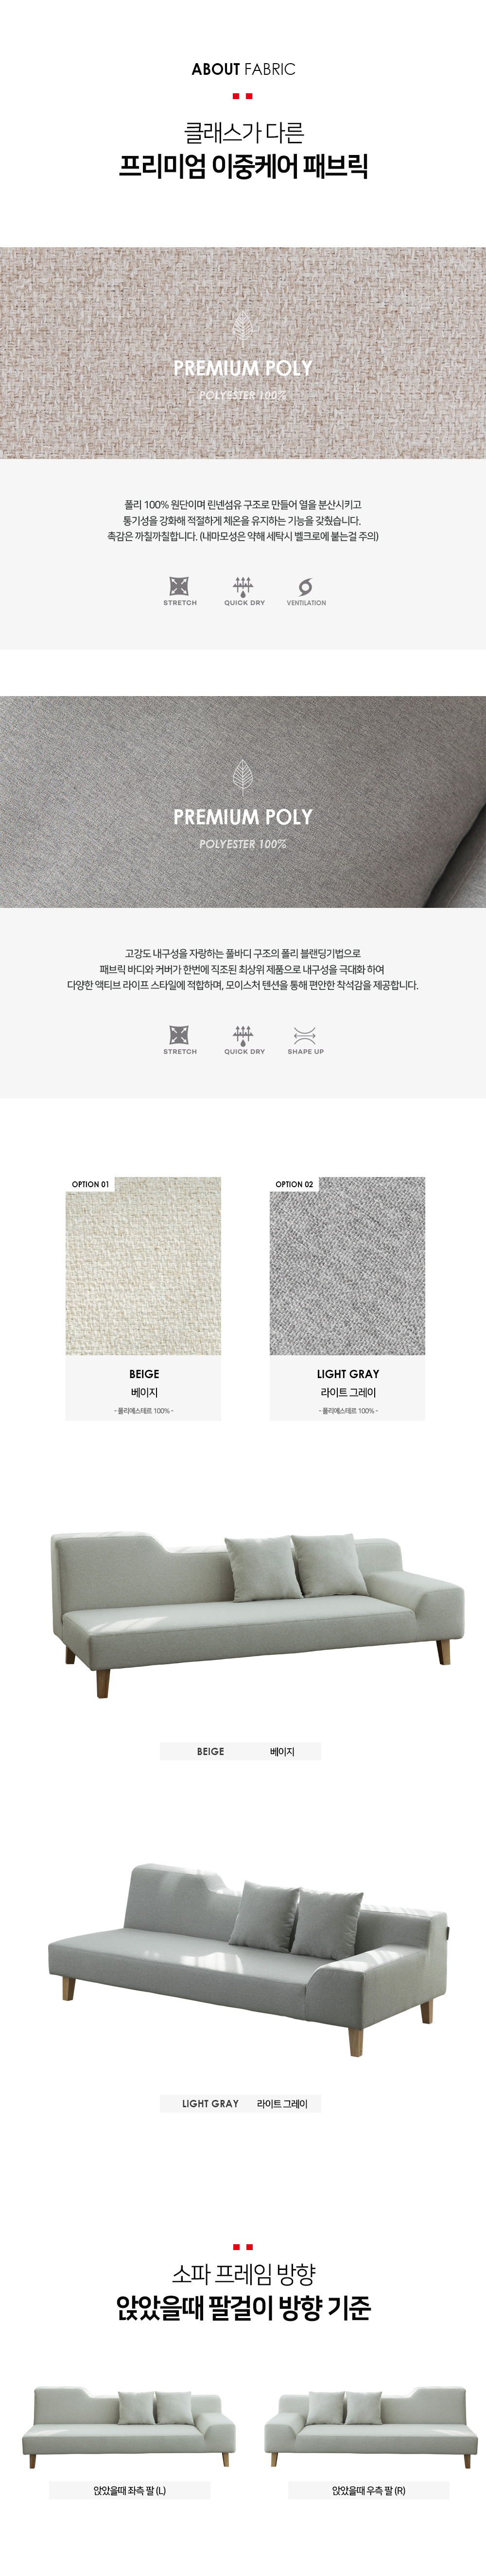 ABOUT FABRIC
클래스가 다른
프리미엄 이중케어 패브릭
PREMIUM POLY
POLYESTER 100%
폴리 100% 원단이며 린넨섬유 구조로 만들어 열을 분산시키고
통기성을 강화해 적절하게 체온을 유지하는 기능을 갖췄습니다.
촉감은 까칠까칠합니다. (내마모성은 약해 세탁시 벨크로에 붙는걸 주의)
STRETCH QUICK DRY VENTILATION
PREMIUM POLY
POLYESTER 100%
고강도 내구성을 자랑하는 풀바디 구조의 폴리 블랜딩기법으로
패브릭 바디와 커버가 한번에 직조된 최상위 제품으로 내구성을 극대화 하여
다양한 액티브 라이프 스타일에 적합하며, 모이스처 텐션을 통해 편안한 착석감을 제공합니다.
STRETCH QUICK DRY SHAPE UP
OPTION 01
BEIGE
베이지
- 폴리에스테르 100% -
OPTION 02
LIGHT GRAY
라이트 그레이
- 폴리에스테르 100% -
BEIGE 베이지
LIGHT GRAY 라이트 그레이
소파 프레임 방향
앉았을때 팔걸이 방향 기준
앉았을때 좌측 팔 (L)
앉았을때 우측 팔 (R)